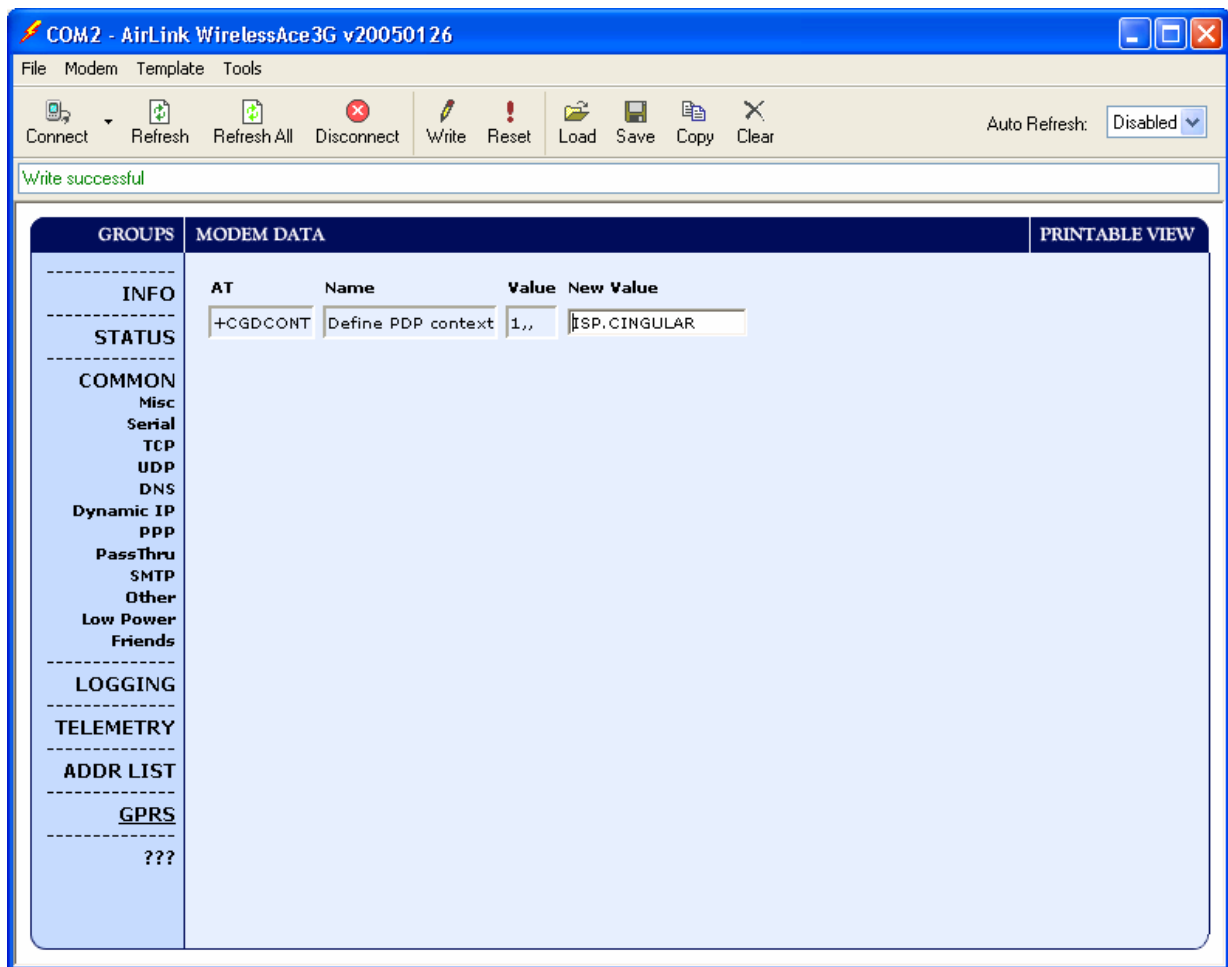 COM2 - AirLink WirelessAce3G v20050126
File Modem Template Tools
Connect Refresh Refresh All Disconnect Write Reset Load Save Copy Clear Auto Refresh: Disabled
Write successful
GROUPS MODEM DATA PRINTABLE VIEW
--------------
INFO
--------------
STATUS
--------------
COMMON
Misc
Serial
TCP
UDP
DNS
Dynamic IP
PPP
PassThru
SMTP
Other
Low Power
Friends
--------------
LOGGING
--------------
TELEMETRY
--------------
ADDR LIST
--------------
GPRS
--------------
???
AT Name Value New Value
+CGDCONT Define PDP context 1,, ISP.CINGULAR